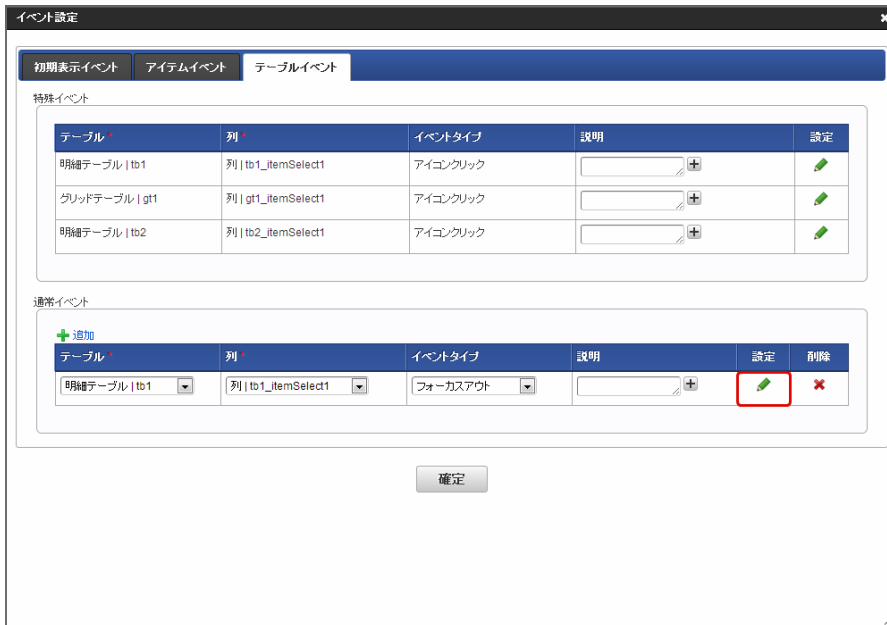 イベント設定
初期表示イベント アイテムイベント テーブルイベント
特殊イベント
テーブル * 列 * イベントタイプ 説明 設定
明細テーブル | tb1 列 | tb1_itemSelect1 アイコンクリック
グリッドテーブル | gt1 列 | gt1_itemSelect1 アイコンクリック
明細テーブル | tb2 列 | tb2_itemSelect1 アイコンクリック
通常イベント
追加
テーブル * 列 * イベントタイプ 説明 設定 削除
明細テーブル | tb1 列 | tb1_itemSelect1 フォーカスアウト
確定